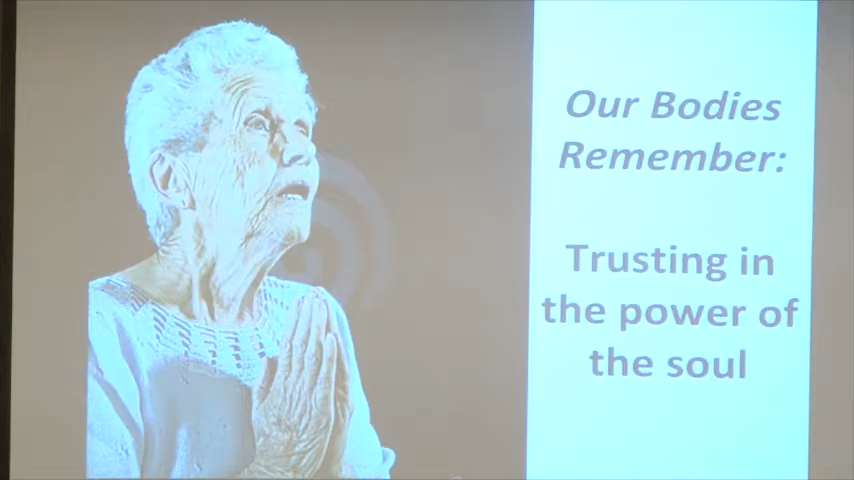 Our Bodies
Remember:
Trusting in
the power of
the soul